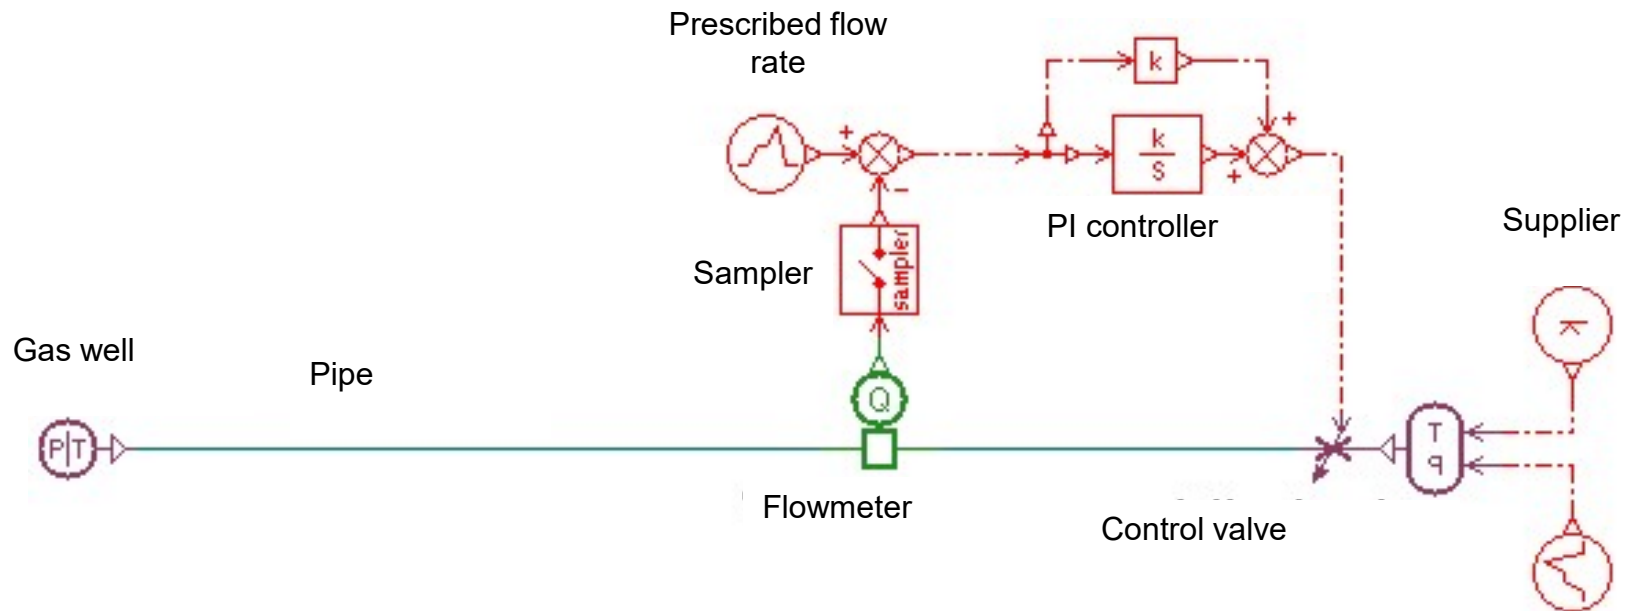 Prescribed flow
rate
k
+
+
k
S
+
-
PI controller
Supplier
Sampler
sampler
K
Gas well
Pipe
Q
P|T
T
q
Flowmeter
Control valve